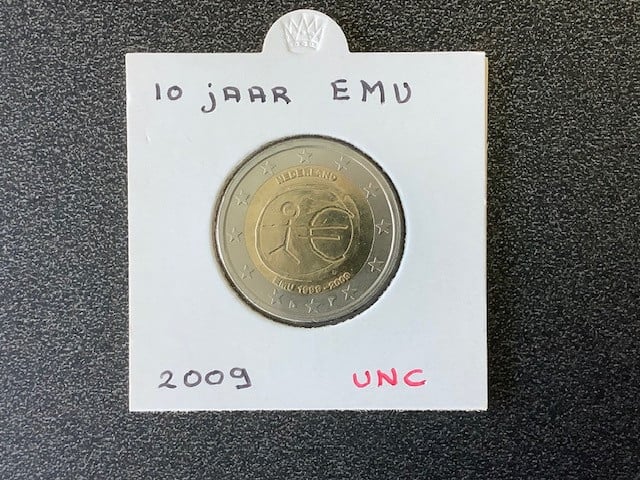 10 jAAR EMU
NEDERLAND
EMU 1999-2009
2009 UNC